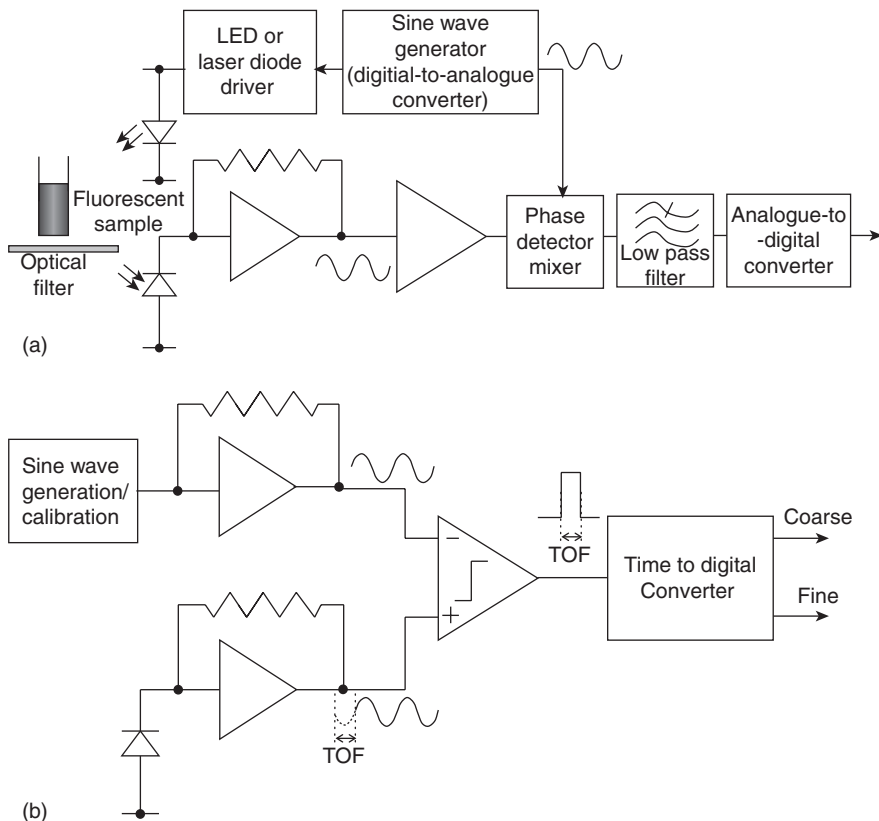 LED or
laser diode
driver
Sine wave
generator
(digitial-to-analogue
converter)
Fluorescent
sample
Optical
filter
Phase
detector
mixer
Low pass
filter
Analogue-to
-digital
converter
(a)
Sine wave
generation/
calibration
−
+
TOF
TOF
Time to digital
Converter
Coarse
Fine
(b)